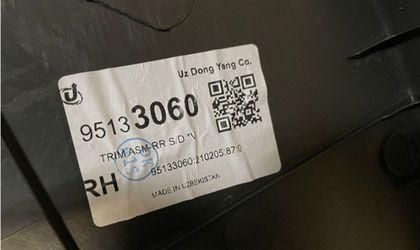 Uz Dong Yang Co.
95133060
TRIM ASM-RR S/D *V
RH
95133060:210205:87:0
MADE IN UZBEKISTAN